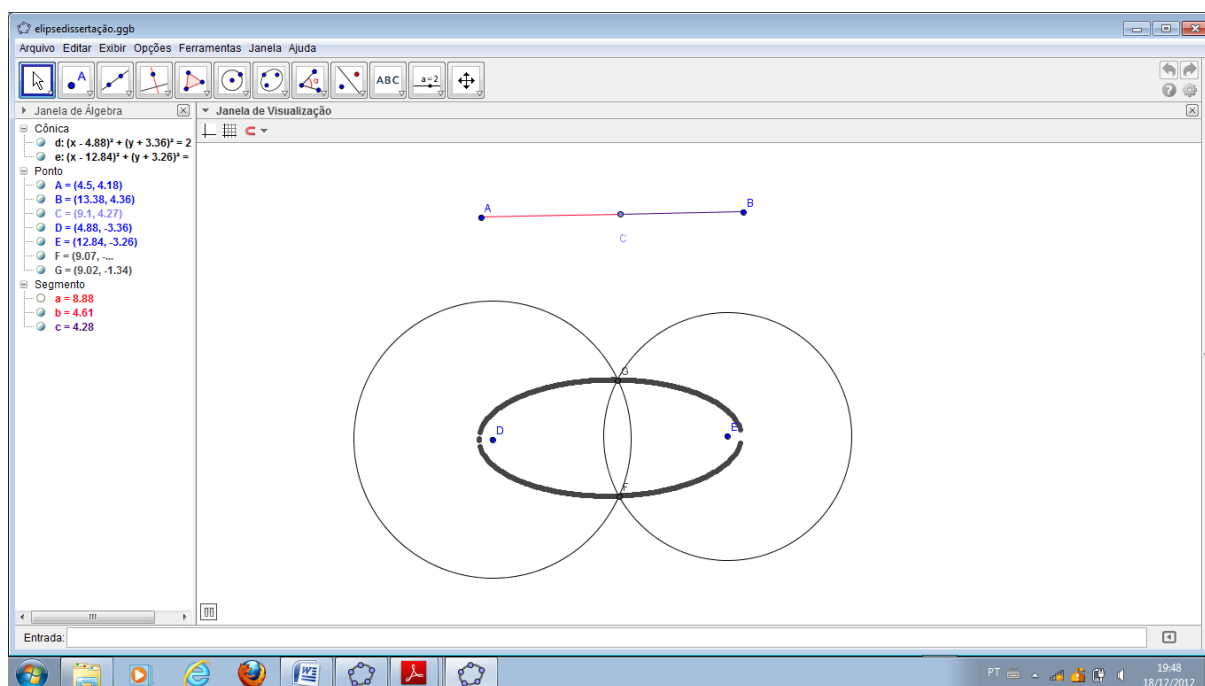 elipsedissertação.ggb
Arquivo Editar Exibir Opções Ferramentas Janela Ajuda
A
α
ABC
a=2
Janela de Álgebra
Cônica
d: (x - 4.88)² + (y + 3.36)² = 2
e: (x - 12.84)² + (y + 3.26)² =
Ponto
A = (4.5, 4.18)
B = (13.38, 4.36)
C = (9.1, 4.27)
D = (4.88, -3.36)
E = (12.84, -3.26)
F = (9.07, -...
G = (9.02, -1.34)
Segmento
a = 8.88
b = 4.61
c = 4.28
Janela de Visualização
A
B
C
G
D
E
F
Entrada:
PT
19:48
18/12/2012